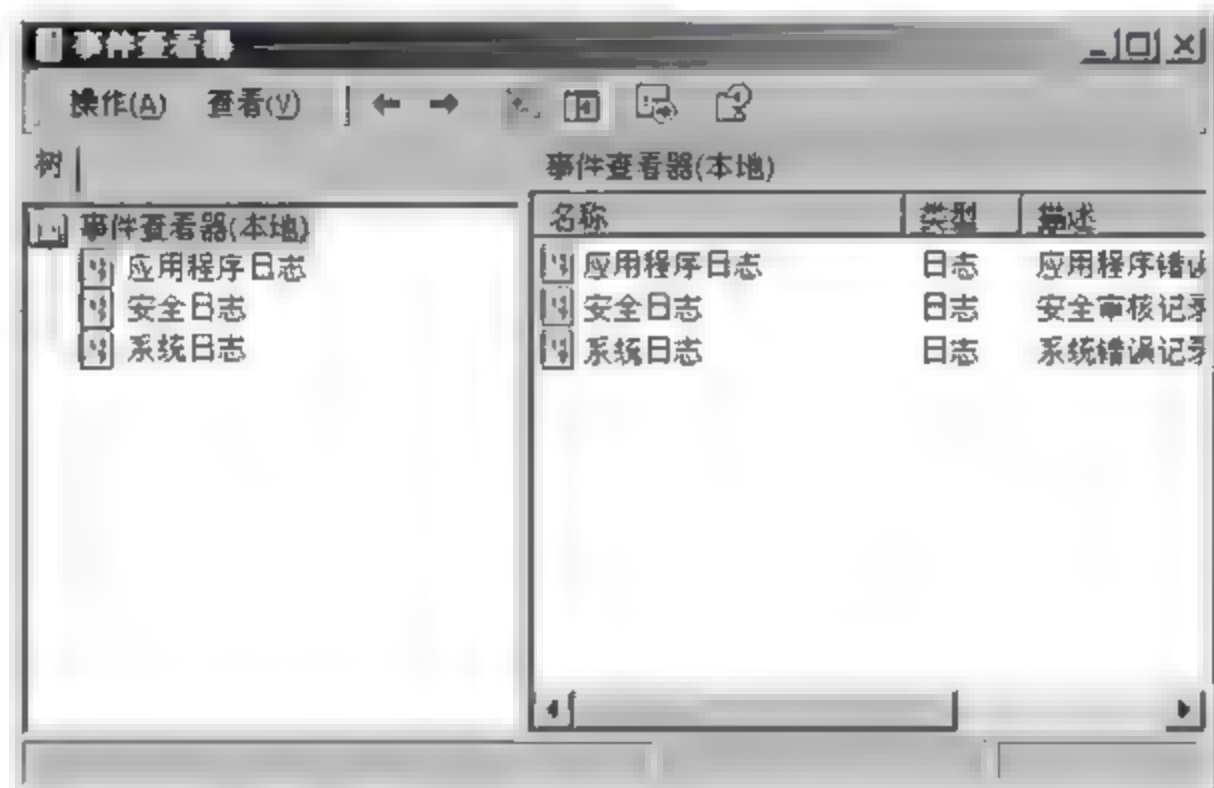 事件查看器
操作(A) 查看(V)
树
事件查看器(本地)
事件查看器(本地)
应用程序日志
安全日志
系统日志
名称 类型 描述
应用程序日志 日志 应用程序错误
安全日志 日志 安全审核记录
系统日志 日志 系统错误记录